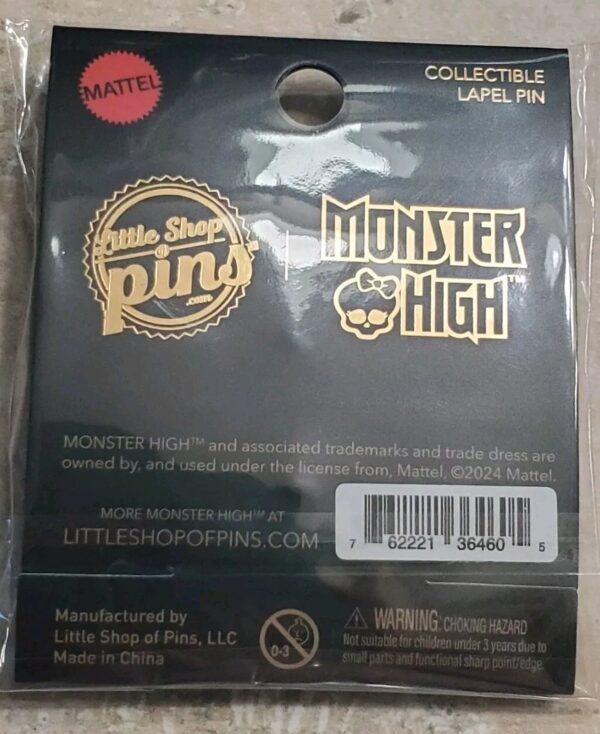 MATTEL
COLLECTIBLE
LAPEL PIN
Little Shop
of
pins™
.com
MONSTER
HIGH™
MONSTER HIGH™ and associated trademarks and trade dress are
owned by, and used under the license from, Mattel, ©2024 Mattel.
MORE MONSTER HIGH™ AT
LITTLESHOPOFPINS.COM
7 62221 36460 5
Manufactured by
Little Shop of Pins, LLC
Made in China
0-3
⚠ WARNING: CHOKING HAZARD
Not suitable for children under 3 years due to
small parts and functional sharp point/edge.